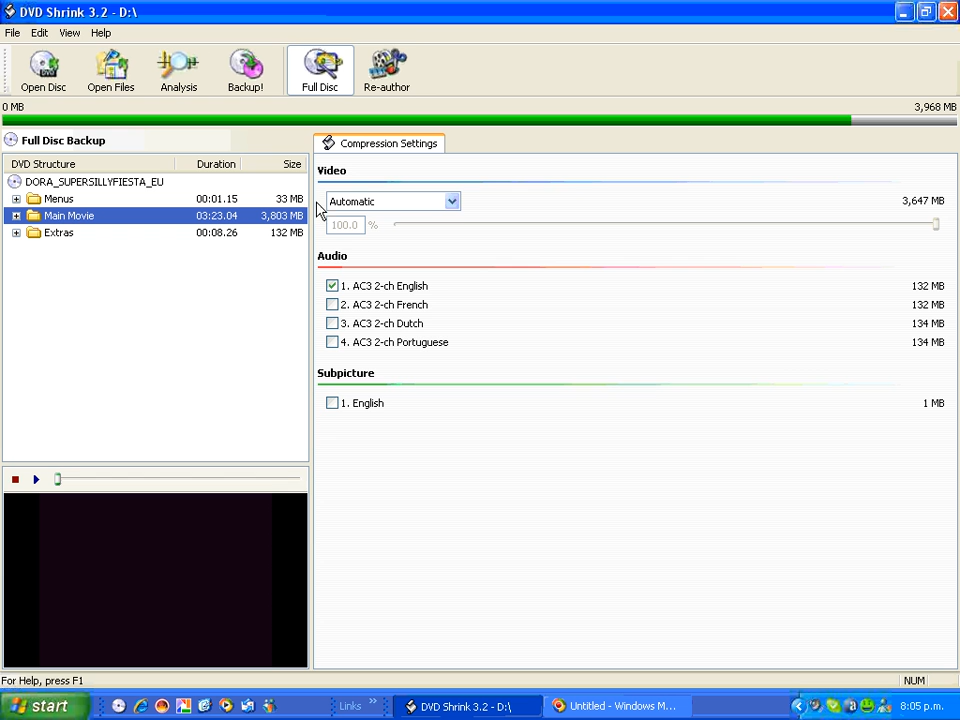 DVD Shrink 3.2 - D:\
File Edit View Help
Open Disc Open Files Analysis Backup! Full Disc Re-author
0 MB 3,968 MB
Full Disc Backup
Compression Settings
DVD Structure Duration Size
DORA_SUPERSILLYFIESTA_EU
Menus 00:01.15 33 MB
Main Movie 03:23.04 3,803 MB
Extras 00:08.26 132 MB
Video
Automatic 3,647 MB
100.0 %
Audio
1. AC3 2-ch English 132 MB
2. AC3 2-ch French 132 MB
3. AC3 2-ch Dutch 134 MB
4. AC3 2-ch Portuguese 134 MB
Subpicture
1. English 1 MB
For Help, press F1 NUM
start Links » DVD Shrink 3.2 - D:\ Untitled - Windows M... 8:05 p.m.